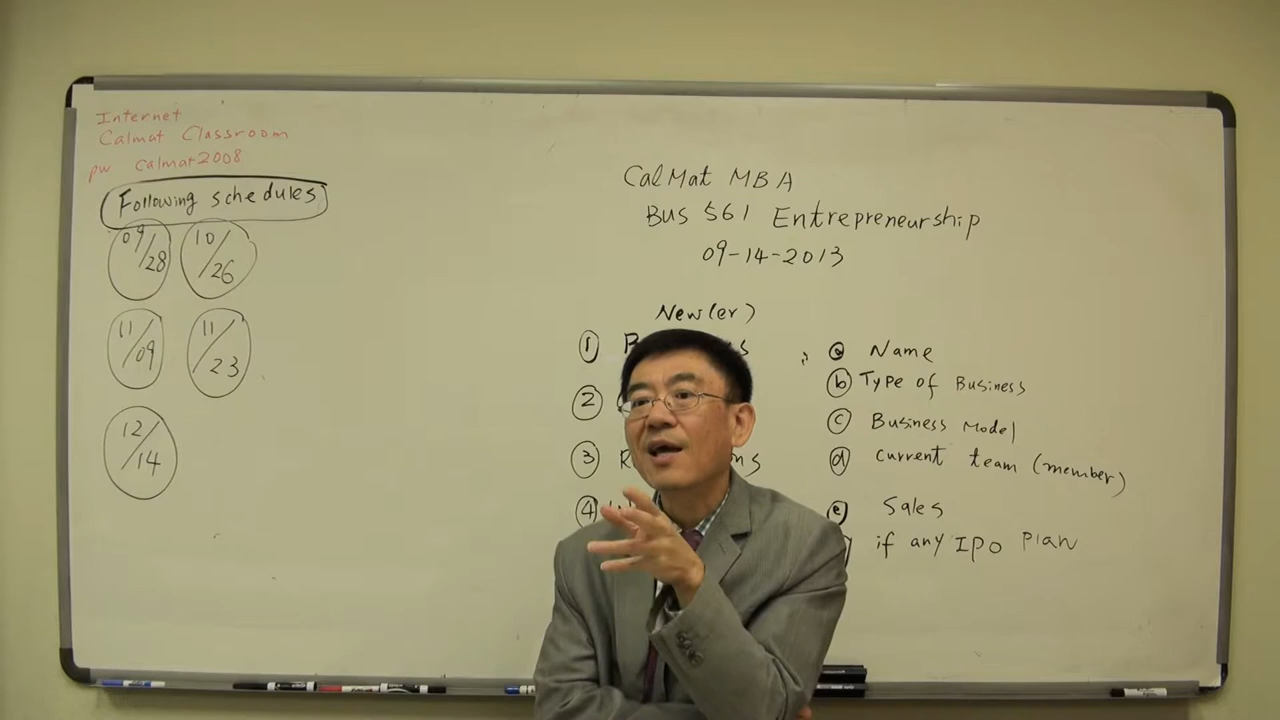 Internet
Calmat Classroom
pw calmat2008
Following schedules
09/28 10/26
11/09 11/23
12/14
CalMat MBA
Bus 561 Entrepreneurship
09-14-2013
New(er)
1
2
3
4
a Name
b Type of Business
c Business Model
d current team (member)
e Sales
if any IPO Plan